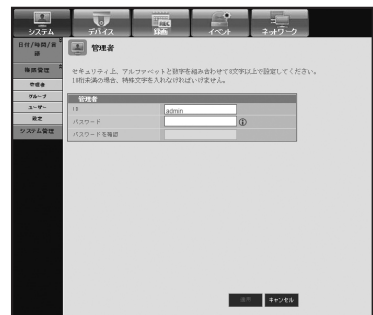 システム
デバイス
録画
イベント
ネットワーク
日付/時間/言
語
権限管理
管理者
グループ
ユーザー
設定
システム管理
管理者
セキュリティ上、アルファベットと数字を組み合わせて8文字以上で設定してください。
10桁未満の場合、特殊文字を入れなければいけません。
管理者
ID
admin
パスワード
パスワードを確認
適用
キャンセル